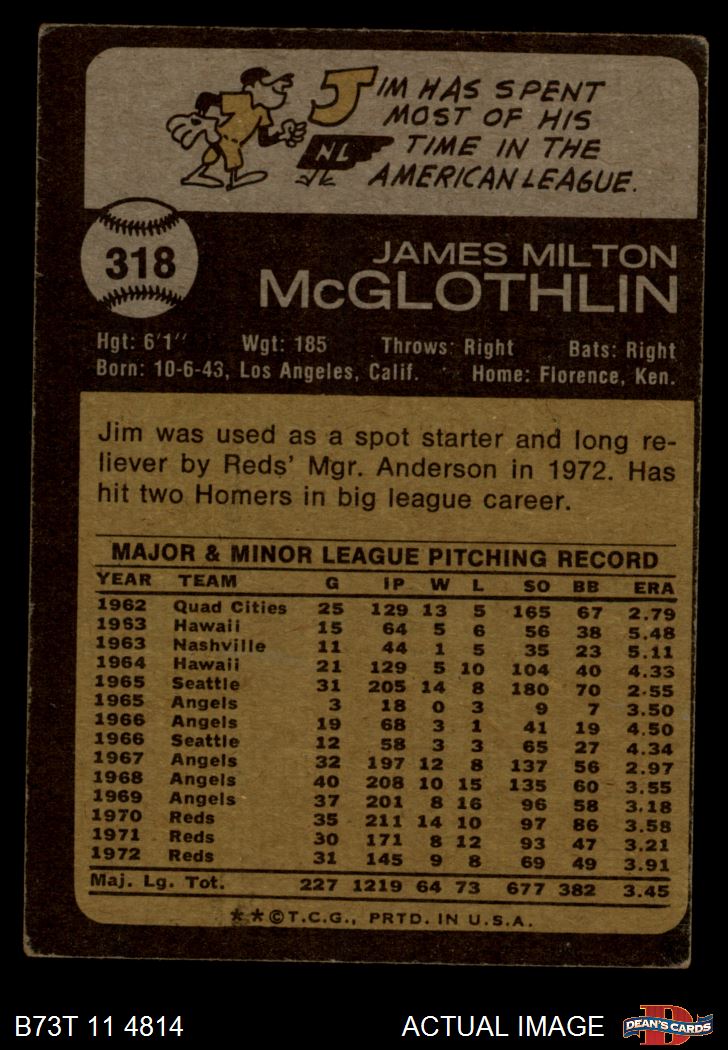 JIM HAS SPENT
MOST OF HIS
TIME IN THE
AMERICAN LEAGUE.
NL
318
JAMES MILTON
McGLOTHLIN
Hgt: 6'1" Wgt: 185 Throws: Right Bats: Right
Born: 10-6-43, Los Angeles, Calif. Home: Florence, Ken.
Jim was used as a spot starter and long re-
liever by Reds' Mgr. Anderson in 1972. Has
hit two Homers in big league career.
MAJOR & MINOR LEAGUE PITCHING RECORD
YEAR TEAM G IP W L SO BB ERA
1962 Quad Cities 25 129 13 5 165 67 2.79
1963 Hawaii 15 64 5 6 56 38 5.48
1963 Nashville 11 44 1 5 35 23 5.11
1964 Hawaii 21 129 5 10 104 40 4.33
1965 Seattle 31 205 14 8 180 70 2.55
1965 Angels 3 18 0 3 9 7 3.50
1966 Angels 19 68 3 1 41 19 4.50
1966 Seattle 12 58 3 3 65 27 4.34
1967 Angels 32 197 12 8 137 56 2.97
1968 Angels 40 208 10 15 135 60 3.55
1969 Angels 37 201 8 16 96 58 3.18
1970 Reds 35 211 14 10 97 86 3.58
1971 Reds 30 171 8 12 93 47 3.21
1972 Reds 31 145 9 8 69 49 3.91
Maj. Lg. Tot. 227 1219 64 73 677 382 3.45
**©T.C.G., PRTD. IN U.S.A.
B73T 11 4814 ACTUAL IMAGE
D
DEAN'S CARDS